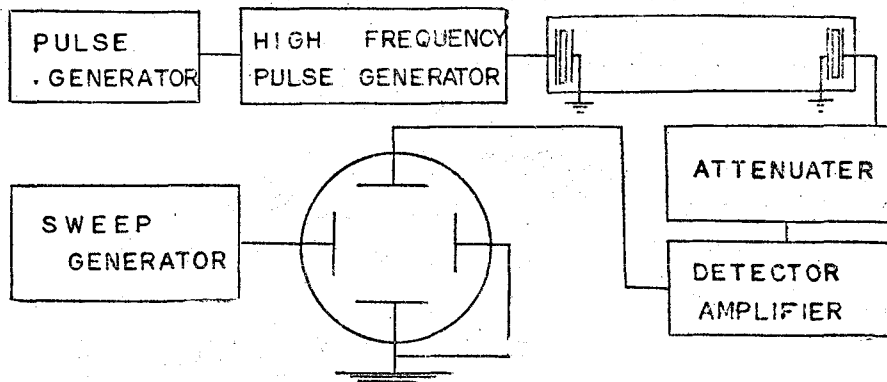 PULSE
GENERATOR
HIGH FREQUENCY
PULSE GENERATOR
ATTENUATER
SWEEP
GENERATOR
DETECTOR
AMPLIFIER